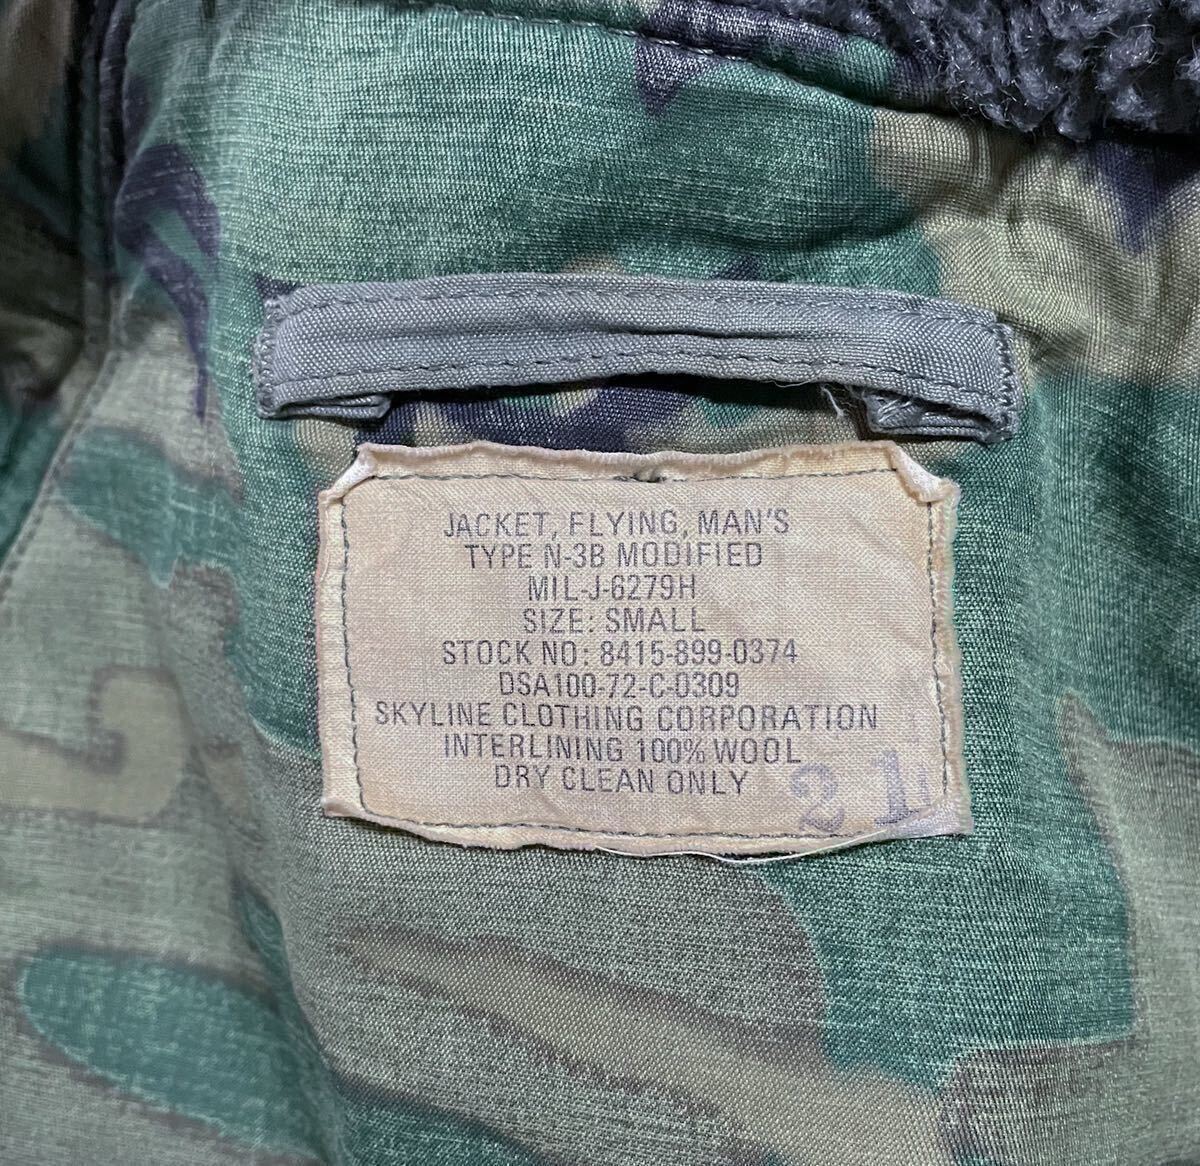 JACKET, FLYING, MAN'S
TYPE N-3B MODIFIED
MIL-J-6279H
SIZE: SMALL
STOCK NO: 8415-899-0374
DSA100-72-C-0309
SKYLINE CLOTHING CORPORATION
INTERLINING 100% WOOL
DRY CLEAN ONLY
21